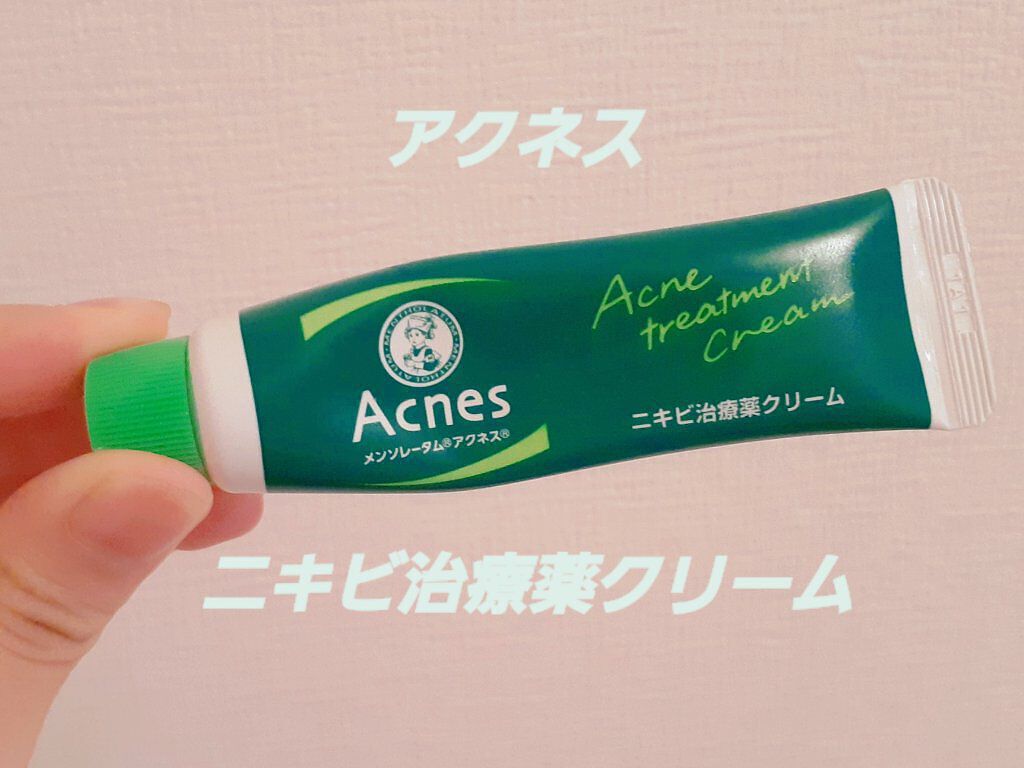 アクネス
MENTHOLATUM・MENTHOLATUM
Acnes
メンソレータム®アクネス®
Acne
treatment
Cream
ニキビ治療薬クリーム
ニキビ治療薬クリーム